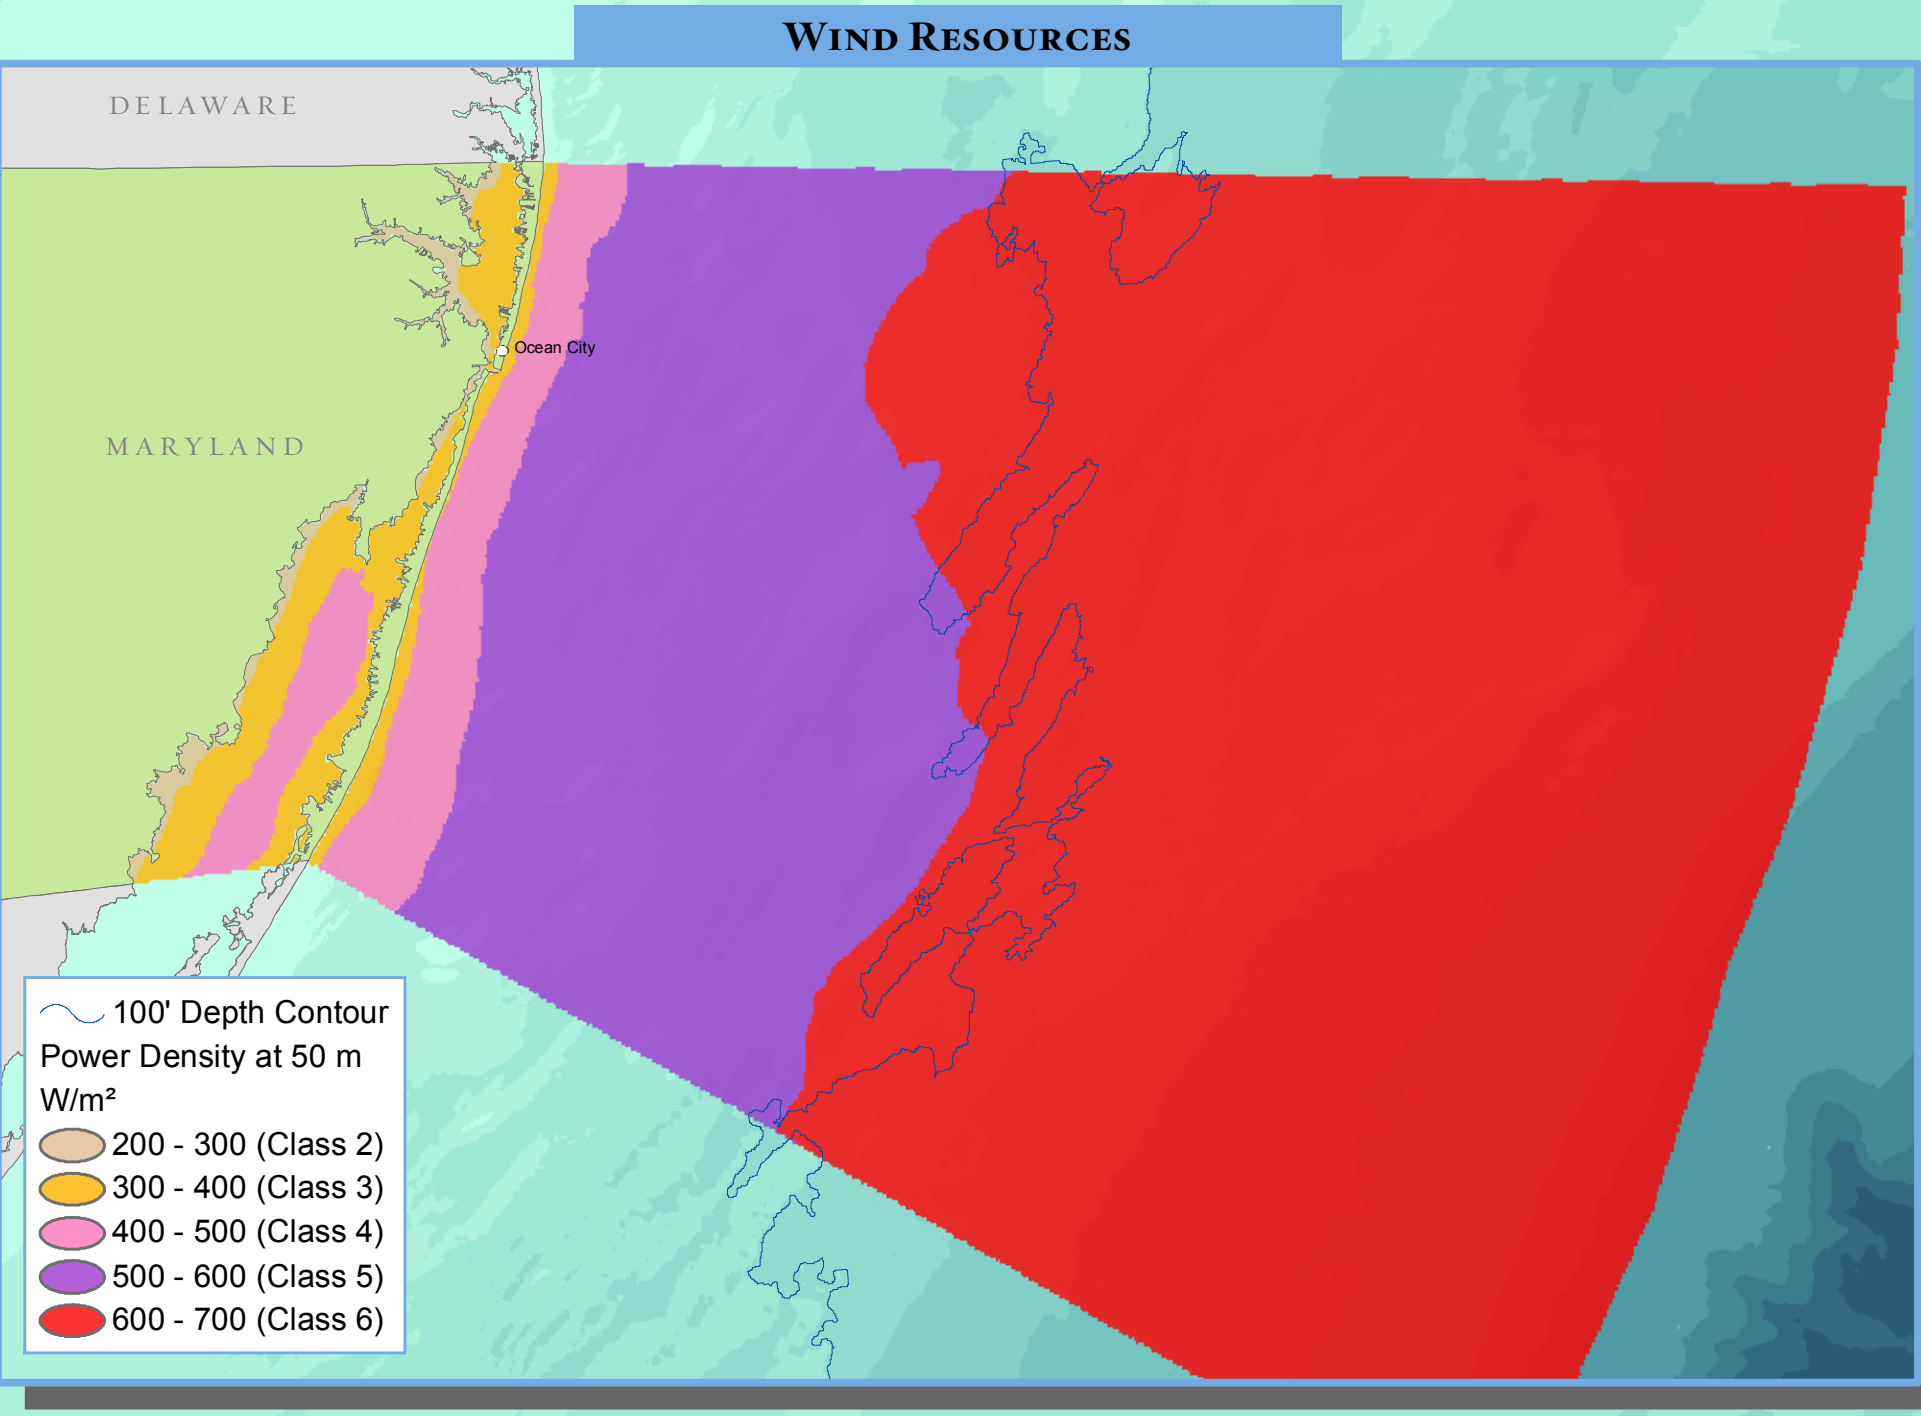 WIND RESOURCES
DELAWARE
Ocean City
MARYLAND
100' Depth Contour
Power Density at 50 m
W/m²
200 - 300 (Class 2)
300 - 400 (Class 3)
400 - 500 (Class 4)
500 - 600 (Class 5)
600 - 700 (Class 6)